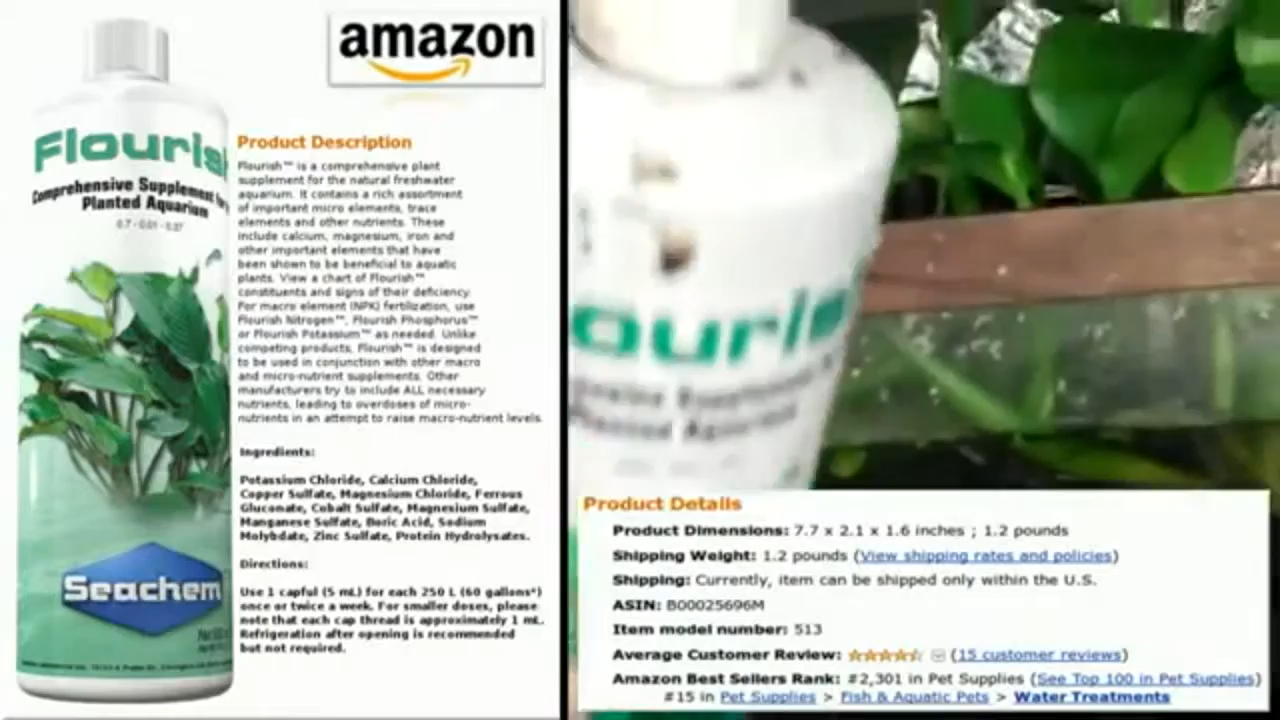 amazon
Flouris
Comprehensive Supplement for
Planted Aquarium
Seachem
Product Description
Flourish™ is a comprehensive plant
supplement for the natural freshwater
aquarium. It contains a rich assortment
of important micro elements, trace
elements and other nutrients. These
include calcium, magnesium, iron and
other important elements that have
been shown to be beneficial to aquatic
plants. View a chart of Flourish™
constituents and signs of their deficiency.
For macro element (NPK) fertilization, use
Flourish Nitrogen™, Flourish Phosphorus™
or Flourish Potassium™ as needed. Unlike
competing products, Flourish™ is designed
to be used in conjunction with other macro
and micro-nutrient supplements. Other
manufacturers try to include ALL necessary
nutrients, leading to overdoses of micro-
nutrients in an attempt to raise macro-nutrient levels.
Ingredients:
Potassium Chloride, Calcium Chloride,
Copper Sulfate, Magnesium Chloride, Ferrous
Gluconate, Cobalt Sulfate, Magnesium Sulfate,
Manganese Sulfate, Boric Acid, Sodium
Molybdate, Zinc Sulfate, Protein Hydrolysates.
Directions:
Use 1 capful (5 mL) for each 250 L (60 gallons*)
once or twice a week. For smaller doses, please
note that each cap thread is approximately 1 mL.
Refrigeration after opening is recommended
but not required.
ouris
Planted Aquarium
Product Details
Product Dimensions: 7.7 x 2.1 x 1.6 inches ; 1.2 pounds
Shipping Weight: 1.2 pounds (View shipping rates and policies)
Shipping: Currently, item can be shipped only within the U.S.
ASIN: B00025696M
Item model number: 513
Average Customer Review: (15 customer reviews)
Amazon Best Sellers Rank: #2,301 in Pet Supplies (See Top 100 in Pet Supplies)
#15 in Pet Supplies > Fish & Aquatic Pets > Water Treatments